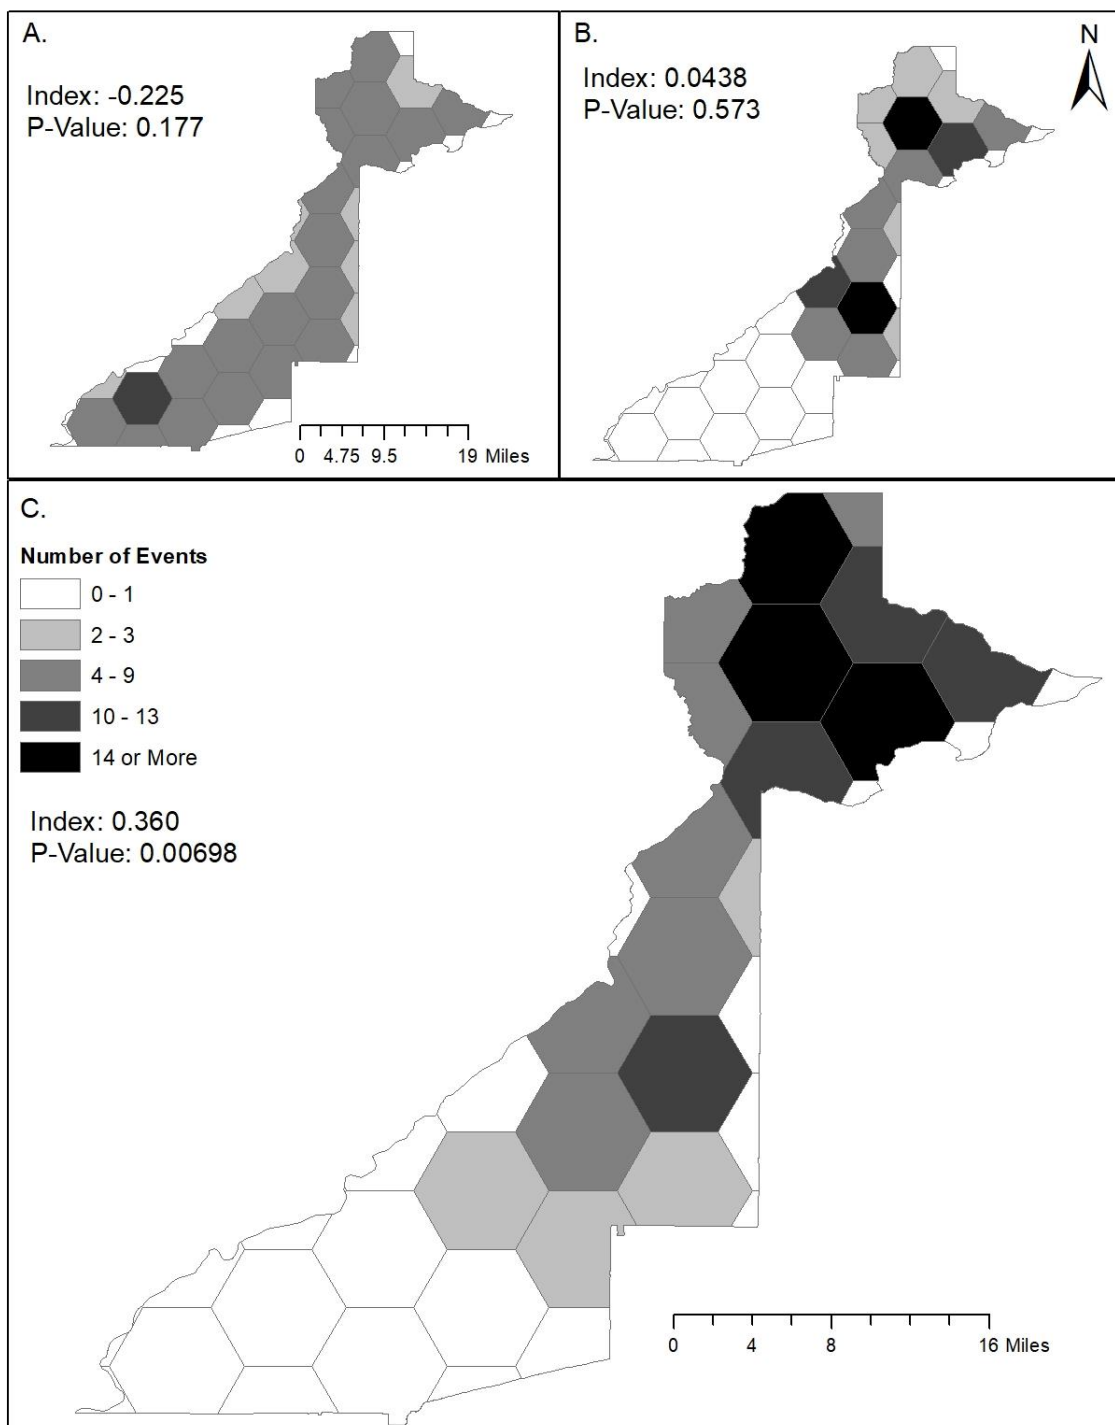 A.
Index: -0.225
P-Value: 0.177
0 4.75 9.5 19 Miles
B.
Index: 0.0438
P-Value: 0.573
N
C.
Number of Events
0 - 1
2 - 3
4 - 9
10 - 13
14 or More
Index: 0.360
P-Value: 0.00698
0 4 8 16 Miles